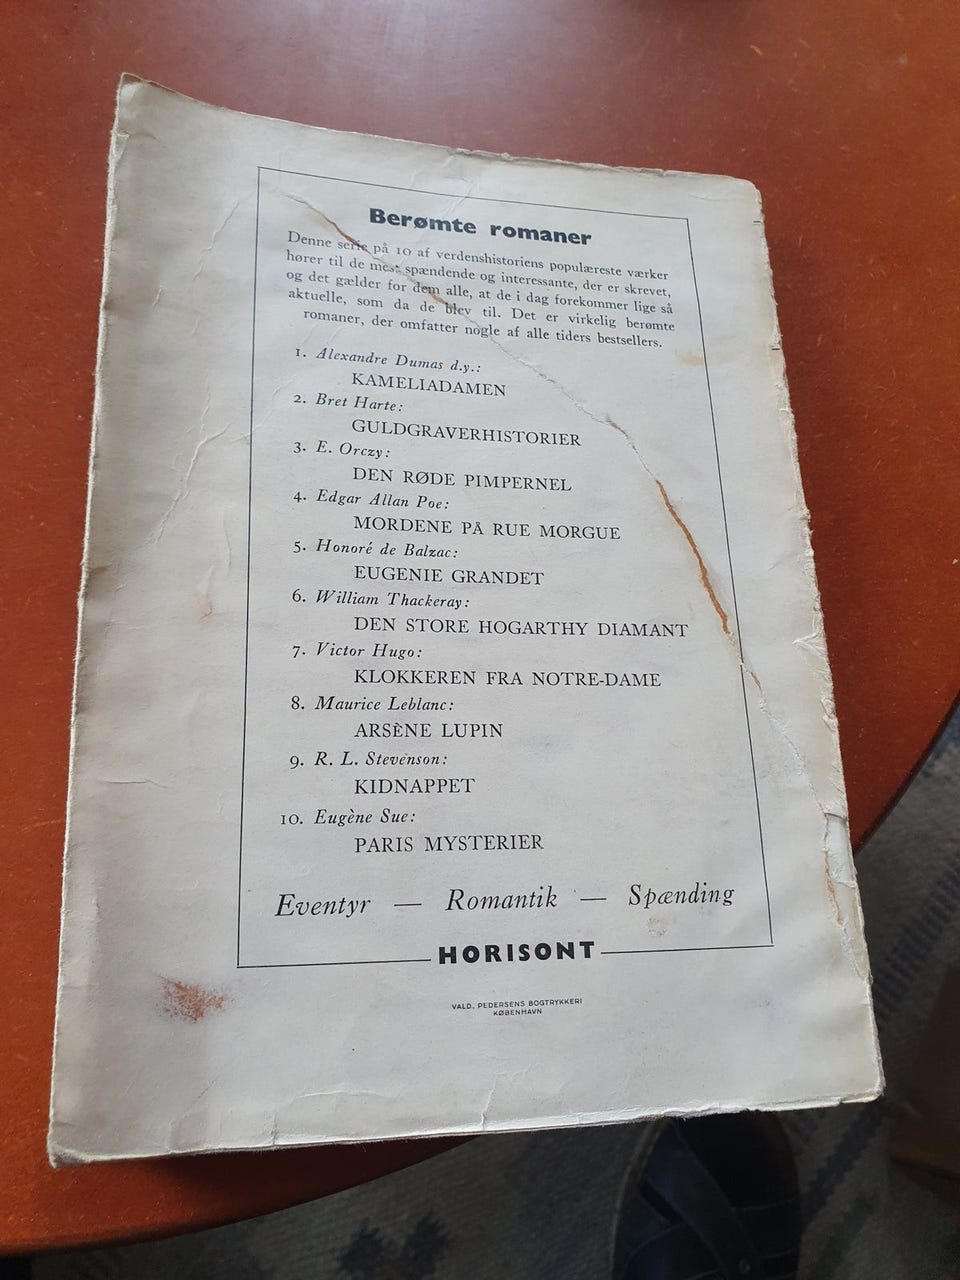 Berømte romaner
Denne serie på 10 af verdenshistoriens populæreste værker
hører til de mest spændende og interessante, der er skrevet,
og det gælder for dem alle, at de i dag forekommer lige så
aktuelle, som da de blev til. Det er virkelig berømte
romaner, der omfatter nogle af alle tiders bestsellers.
1. Alexandre Dumas d.y.:
KAMELIADAMEN
2. Bret Harte:
GULDGRAVERHISTORIER
3. E. Orczy:
DEN RØDE PIMPERNEL
4. Edgar Allan Poe:
MORDENE PÅ RUE MORGUE
5. Honoré de Balzac:
EUGENIE GRANDET
6. William Thackeray:
DEN STORE HOGARTHY DIAMANT
7. Victor Hugo:
KLOKKEREN FRA NOTRE-DAME
8. Maurice Leblanc:
ARSÈNE LUPIN
9. R. L. Stevenson:
KIDNAPPET
10. Eugène Sue:
PARIS MYSTERIER
Eventyr — Romantik — Spænding
HORISONT
VALD. PEDERSENS BOGTRYKKERI
KØBENHAVN